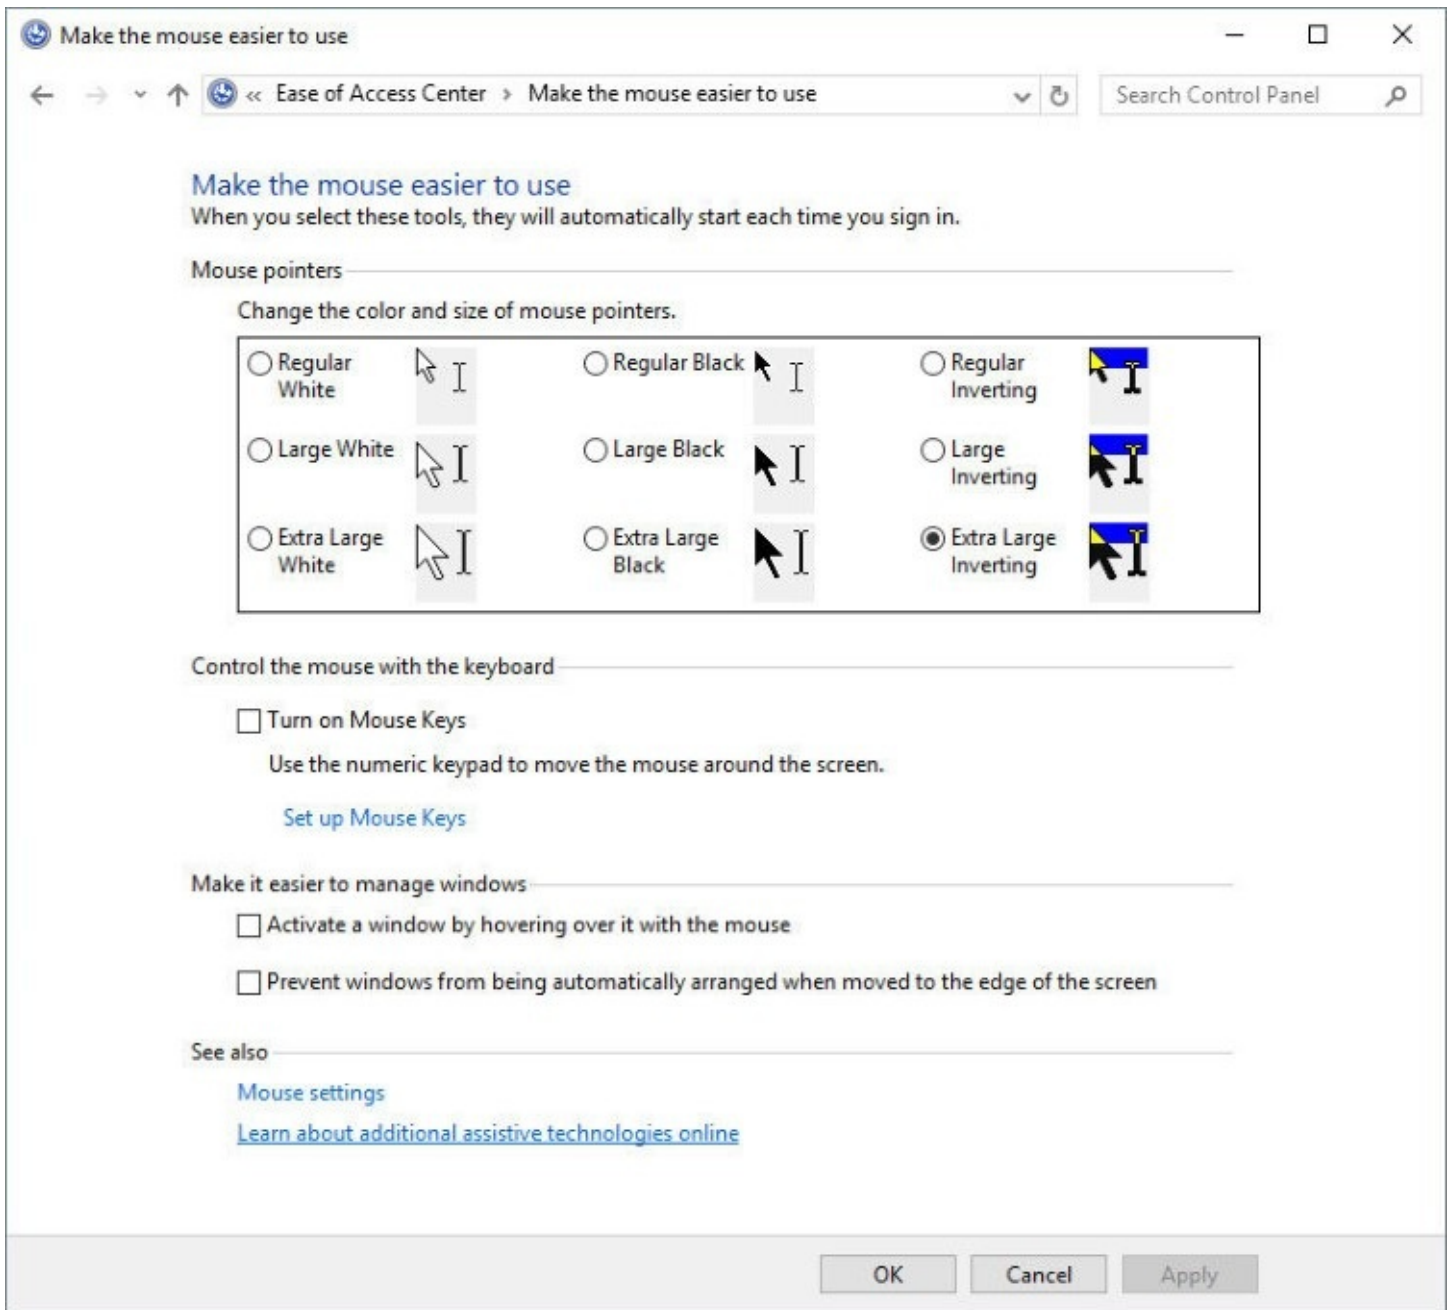 Make the mouse easier to use
« Ease of Access Center › Make the mouse easier to use
Search Control Panel
Make the mouse easier to use
When you select these tools, they will automatically start each time you sign in.
Mouse pointers
Change the color and size of mouse pointers.
Regular White
Regular Black
Regular Inverting
Large White
Large Black
Large Inverting
Extra Large White
Extra Large Black
Extra Large Inverting
Control the mouse with the keyboard
Turn on Mouse Keys
Use the numeric keypad to move the mouse around the screen.
Set up Mouse Keys
Make it easier to manage windows
Activate a window by hovering over it with the mouse
Prevent windows from being automatically arranged when moved to the edge of the screen
See also
Mouse settings
Learn about additional assistive technologies online
OK Cancel Apply